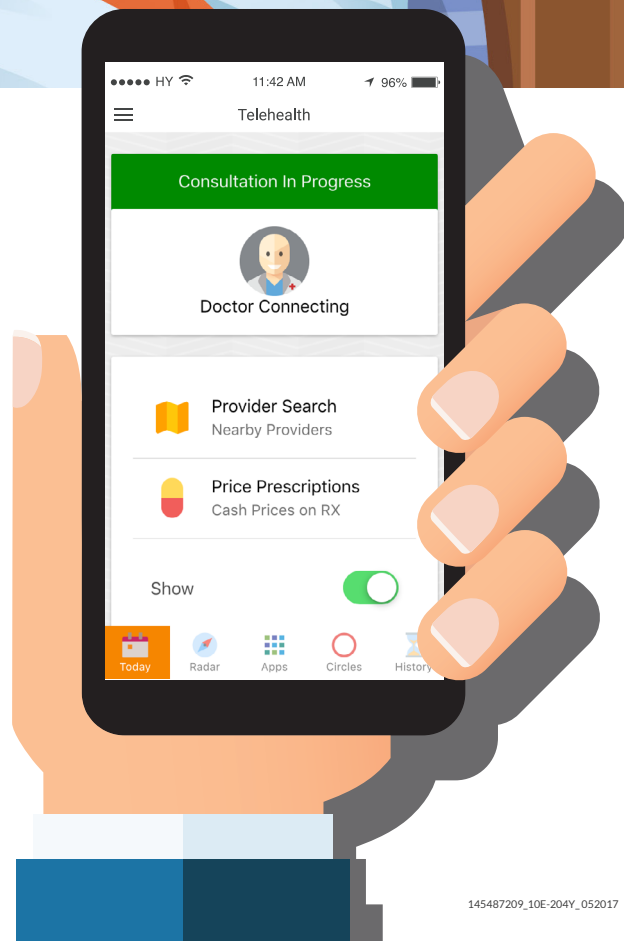 HY 11:42 AM 96%
Telehealth
Consultation In Progress
Doctor Connecting
Provider Search
Nearby Providers
Price Prescriptions
Cash Prices on RX
Show
Today Radar Apps Circles History
145487209_10E-204Y_052017